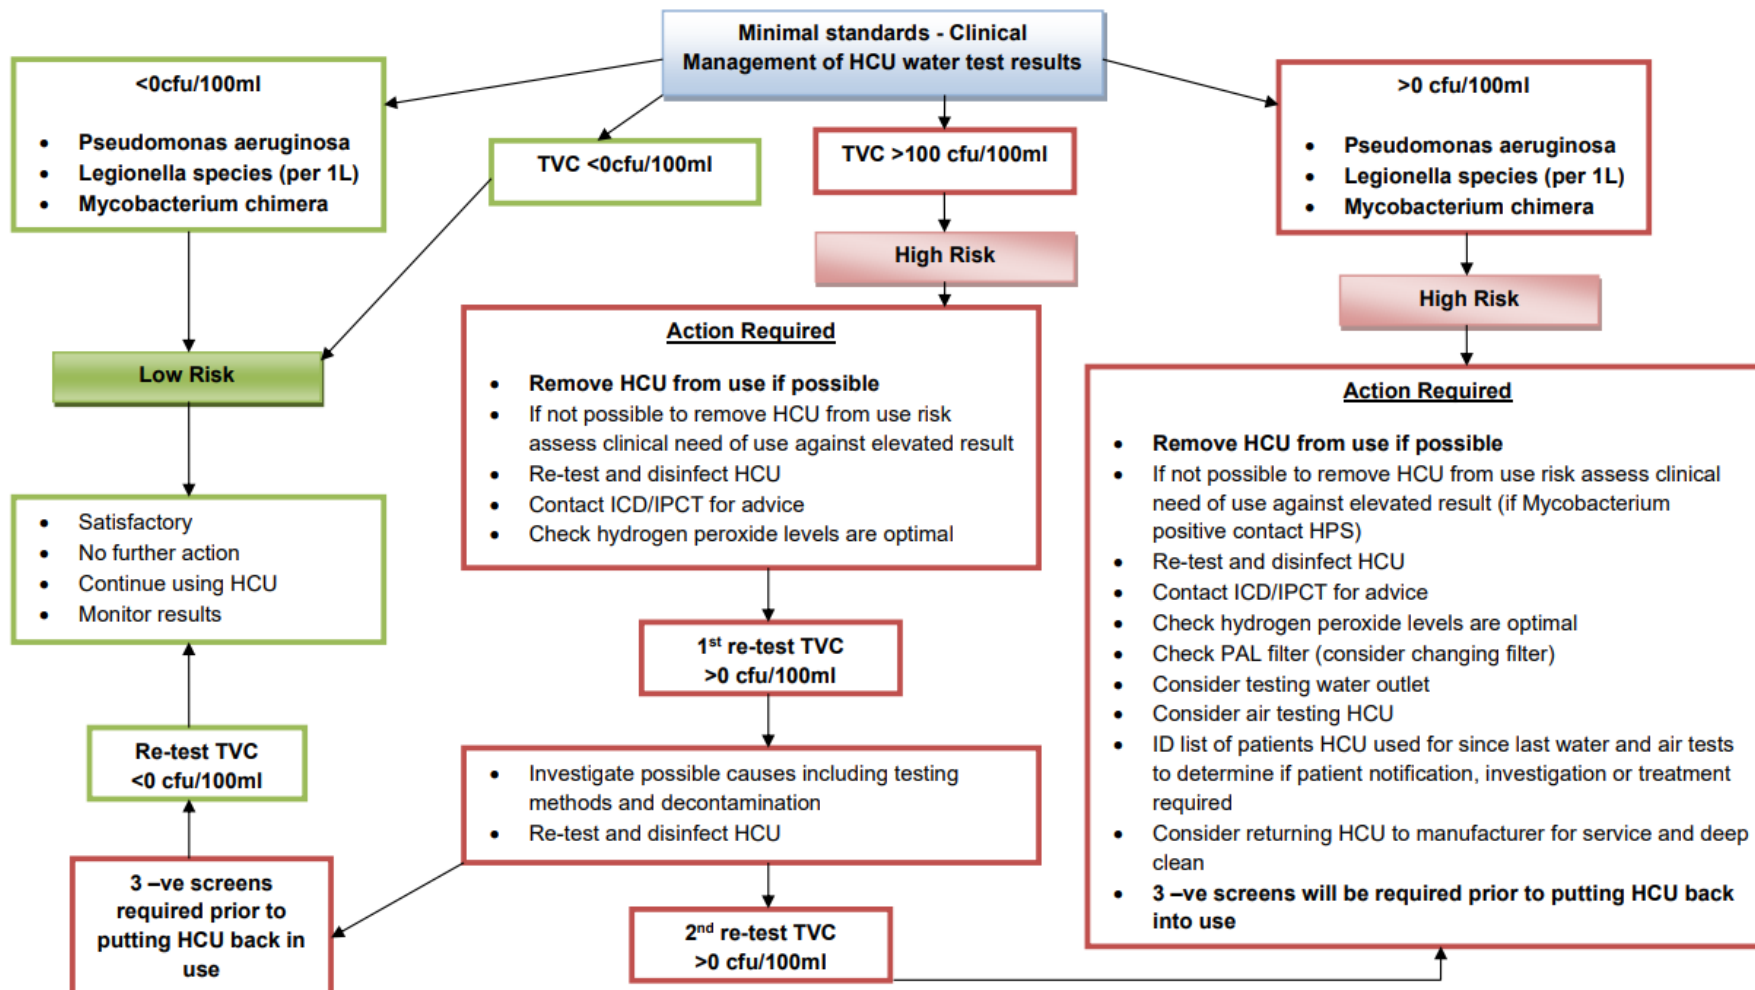 Minimal standards - Clinical
Management of HCU water test results
<0cfu/100ml
• Pseudomonas aeruginosa
• Legionella species (per 1L)
• Mycobacterium chimera
TVC <0cfu/100ml
TVC >100 cfu/100ml
>0 cfu/100ml
• Pseudomonas aeruginosa
• Legionella species (per 1L)
• Mycobacterium chimera
High Risk
High Risk
Low Risk
Action Required
• Remove HCU from use if possible
• If not possible to remove HCU from use risk
assess clinical need of use against elevated result
• Re-test and disinfect HCU
• Contact ICD/IPCT for advice
• Check hydrogen peroxide levels are optimal
Action Required
• Remove HCU from use if possible
• If not possible to remove HCU from use risk assess clinical
need of use against elevated result (if Mycobacterium
positive contact HPS)
• Re-test and disinfect HCU
• Contact ICD/IPCT for advice
• Check hydrogen peroxide levels are optimal
• Check PAL filter (consider changing filter)
• Consider testing water outlet
• Consider air testing HCU
• ID list of patients HCU used for since last water and air tests
to determine if patient notification, investigation or treatment
required
• Consider returning HCU to manufacturer for service and deep
clean
• 3 –ve screens will be required prior to putting HCU back
into use
• Satisfactory
• No further action
• Continue using HCU
• Monitor results
1st re-test TVC
>0 cfu/100ml
Re-test TVC
<0 cfu/100ml
• Investigate possible causes including testing
methods and decontamination
• Re-test and disinfect HCU
3 –ve screens
required prior to
putting HCU back in
use
2nd re-test TVC
>0 cfu/100ml